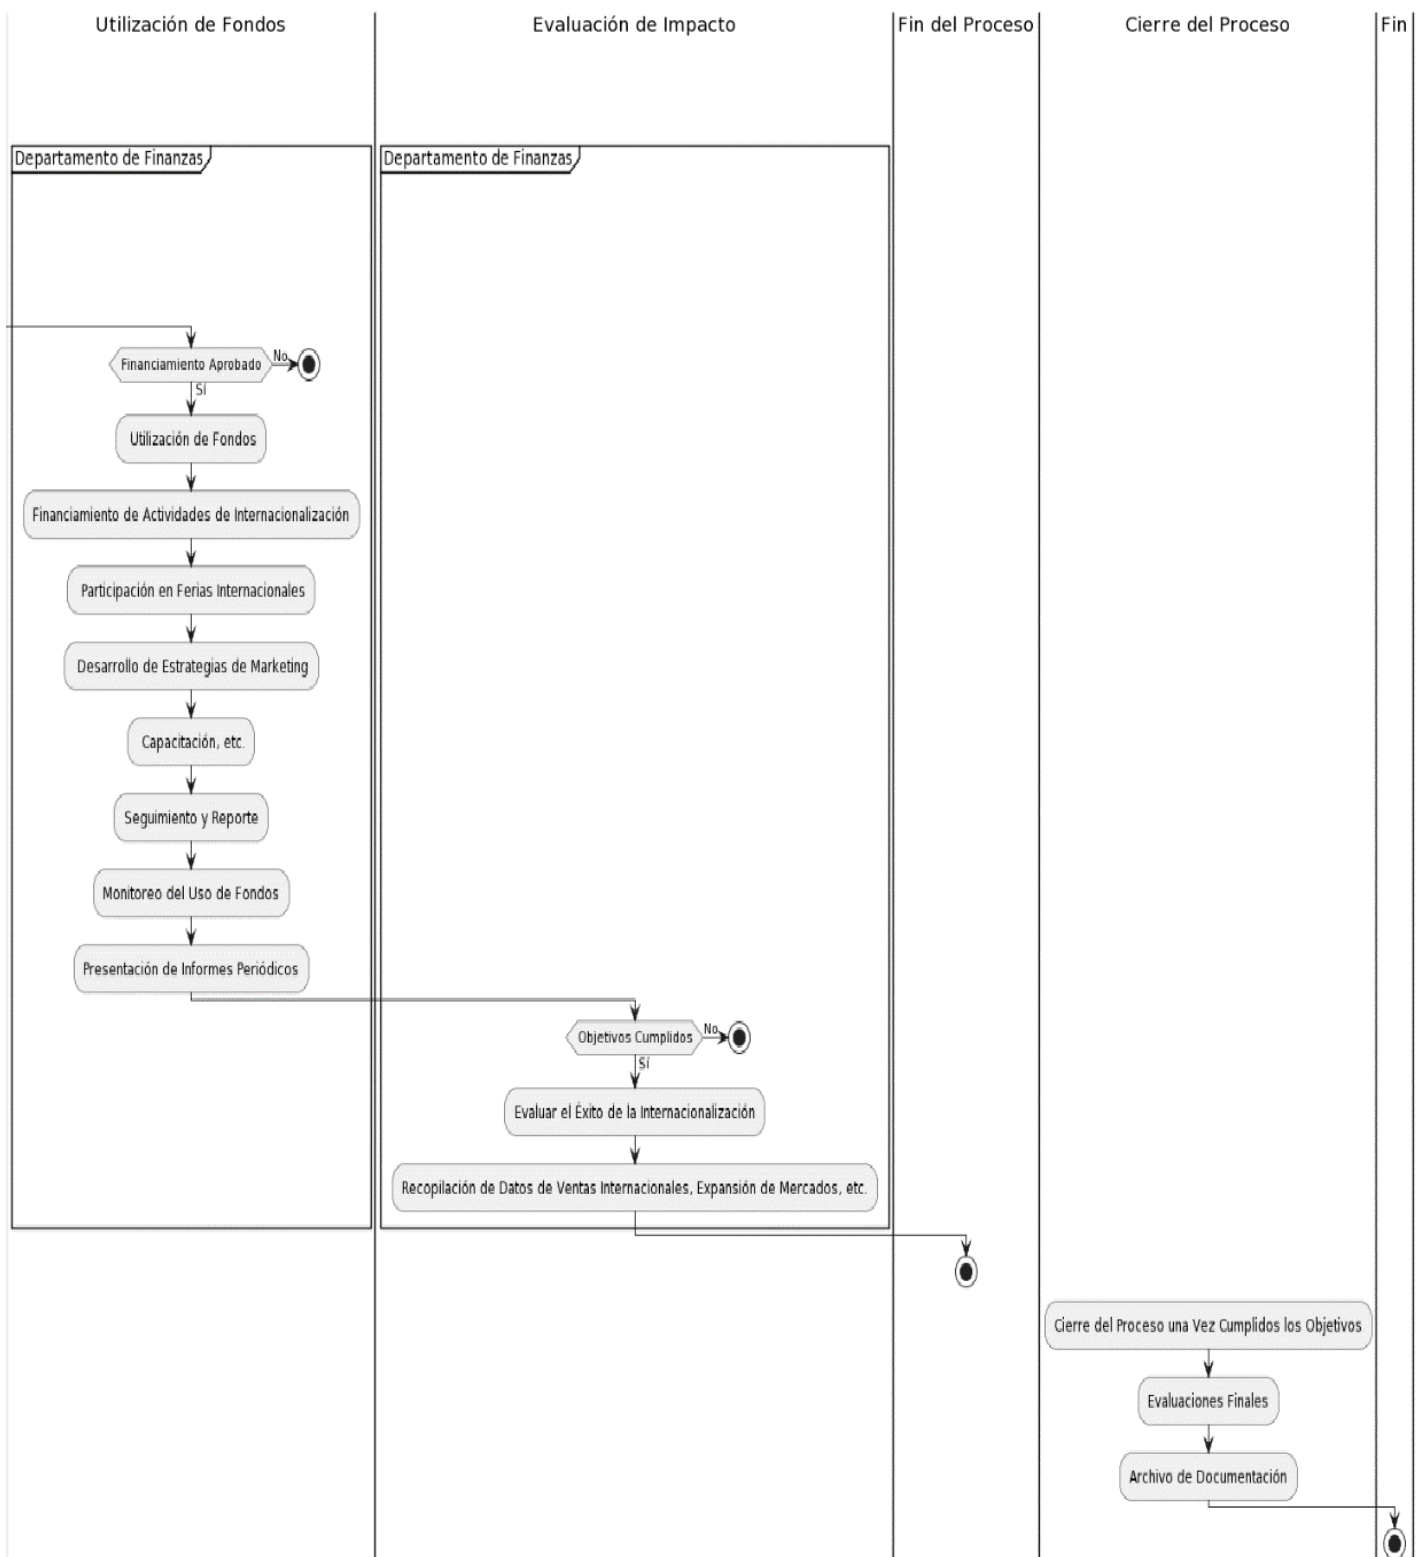 Utilización de Fondos
Evaluación de Impacto
Fin del Proceso
Cierre del Proceso
Fin
Departamento de Finanzas
Departamento de Finanzas
Financiamiento Aprobado
No
Sí
Utilización de Fondos
Financiamiento de Actividades de Internacionalización
Participación en Ferias Internacionales
Desarrollo de Estrategias de Marketing
Capacitación, etc.
Seguimiento y Reporte
Monitoreo del Uso de Fondos
Presentación de Informes Periódicos
Objetivos Cumplidos
No
Sí
Evaluar el Éxito de la Internacionalización
Recopilación de Datos de Ventas Internacionales, Expansión de Mercados, etc.
Cierre del Proceso una Vez Cumplidos los Objetivos
Evaluaciones Finales
Archivo de Documentación